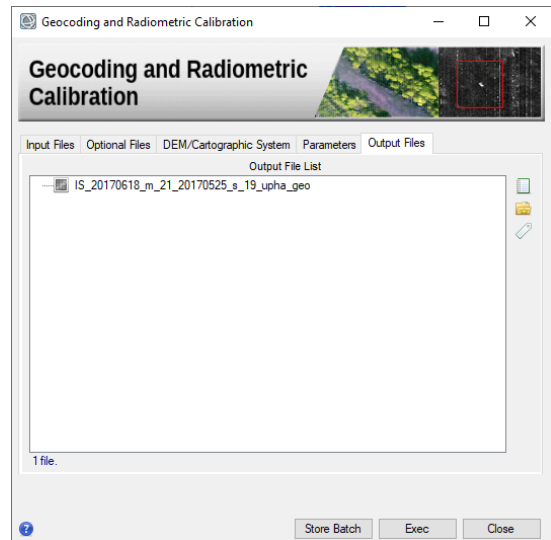 Geocoding and Radiometric Calibration
Geocoding and Radiometric
Calibration
Input Files Optional Files DEM/Cartographic System Parameters Output Files
Output File List
IS_20170618_m_21_20170525_s_19_upha_geo
1 file.
Store Batch Exec Close